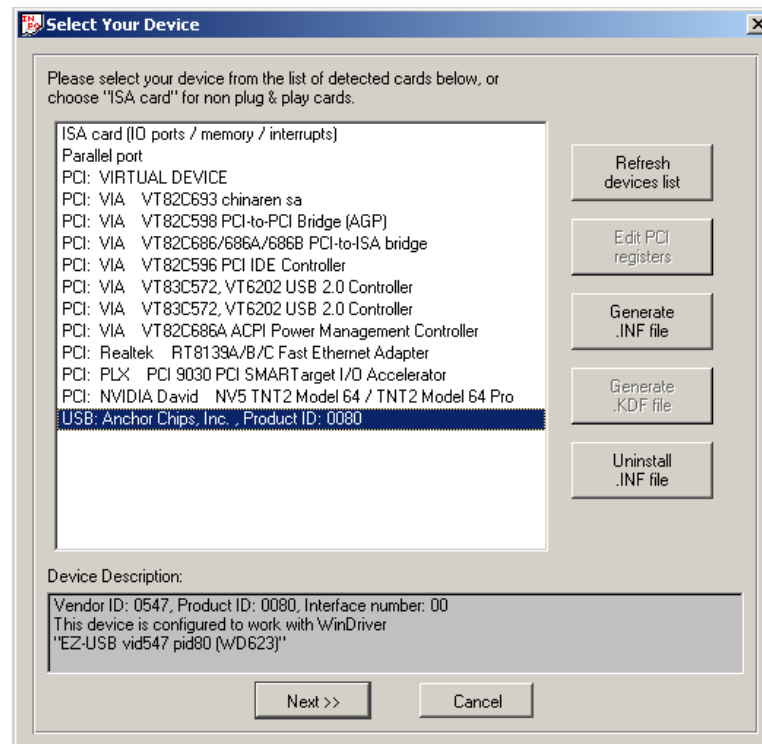 Select Your Device
Please select your device from the list of detected cards below, or
choose "ISA card" for non plug & play cards.
ISA card (IO ports / memory / interrupts)
Parallel port
PCI: VIRTUAL DEVICE
PCI: VIA VT82C693 chinaren sa
PCI: VIA VT82C598 PCI-to-PCI Bridge (AGP)
PCI: VIA VT82C686/686A/686B PCI-to-ISA bridge
PCI: VIA VT82C596 PCI IDE Controller
PCI: VIA VT83C572, VT6202 USB 2.0 Controller
PCI: VIA VT83C572, VT6202 USB 2.0 Controller
PCI: VIA VT82C686A ACPI Power Management Controller
PCI: Realtek RT8139A/B/C Fast Ethernet Adapter
PCI: PLX PCI 9030 PCI SMARTarget I/O Accelerator
PCI: NVIDIA David NV5 TNT2 Model 64 / TNT2 Model 64 Pro
USB: Anchor Chips, Inc. , Product ID: 0080
Refresh
devices list
Edit PCI
registers
Generate
.INF file
Generate
.KDF file
Uninstall
.INF file
Device Description:
Vendor ID: 0547, Product ID: 0080, Interface number: 00
This device is configured to work with WinDriver
"EZ-USB vid547 pid80 (WD623)"
Next >>
Cancel